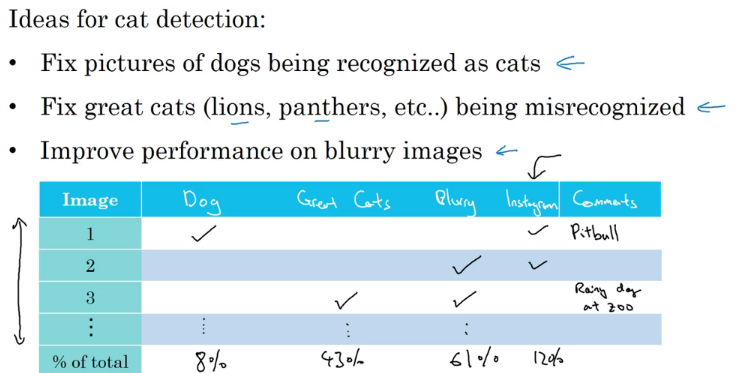 Ideas for cat detection:
• Fix pictures of dogs being recognized as cats
• Fix great cats (lions, panthers, etc..) being misrecognized
• Improve performance on blurry images
Image Dog Great Cats Blurry Instagram Comments
1 ✓ ✓ Pitbull
2 ✓ ✓
3 ✓ ✓ Rainy day
at zoo
⋮ ⋮ ⋮ ⋮
% of total 8% 43% 61% 12%